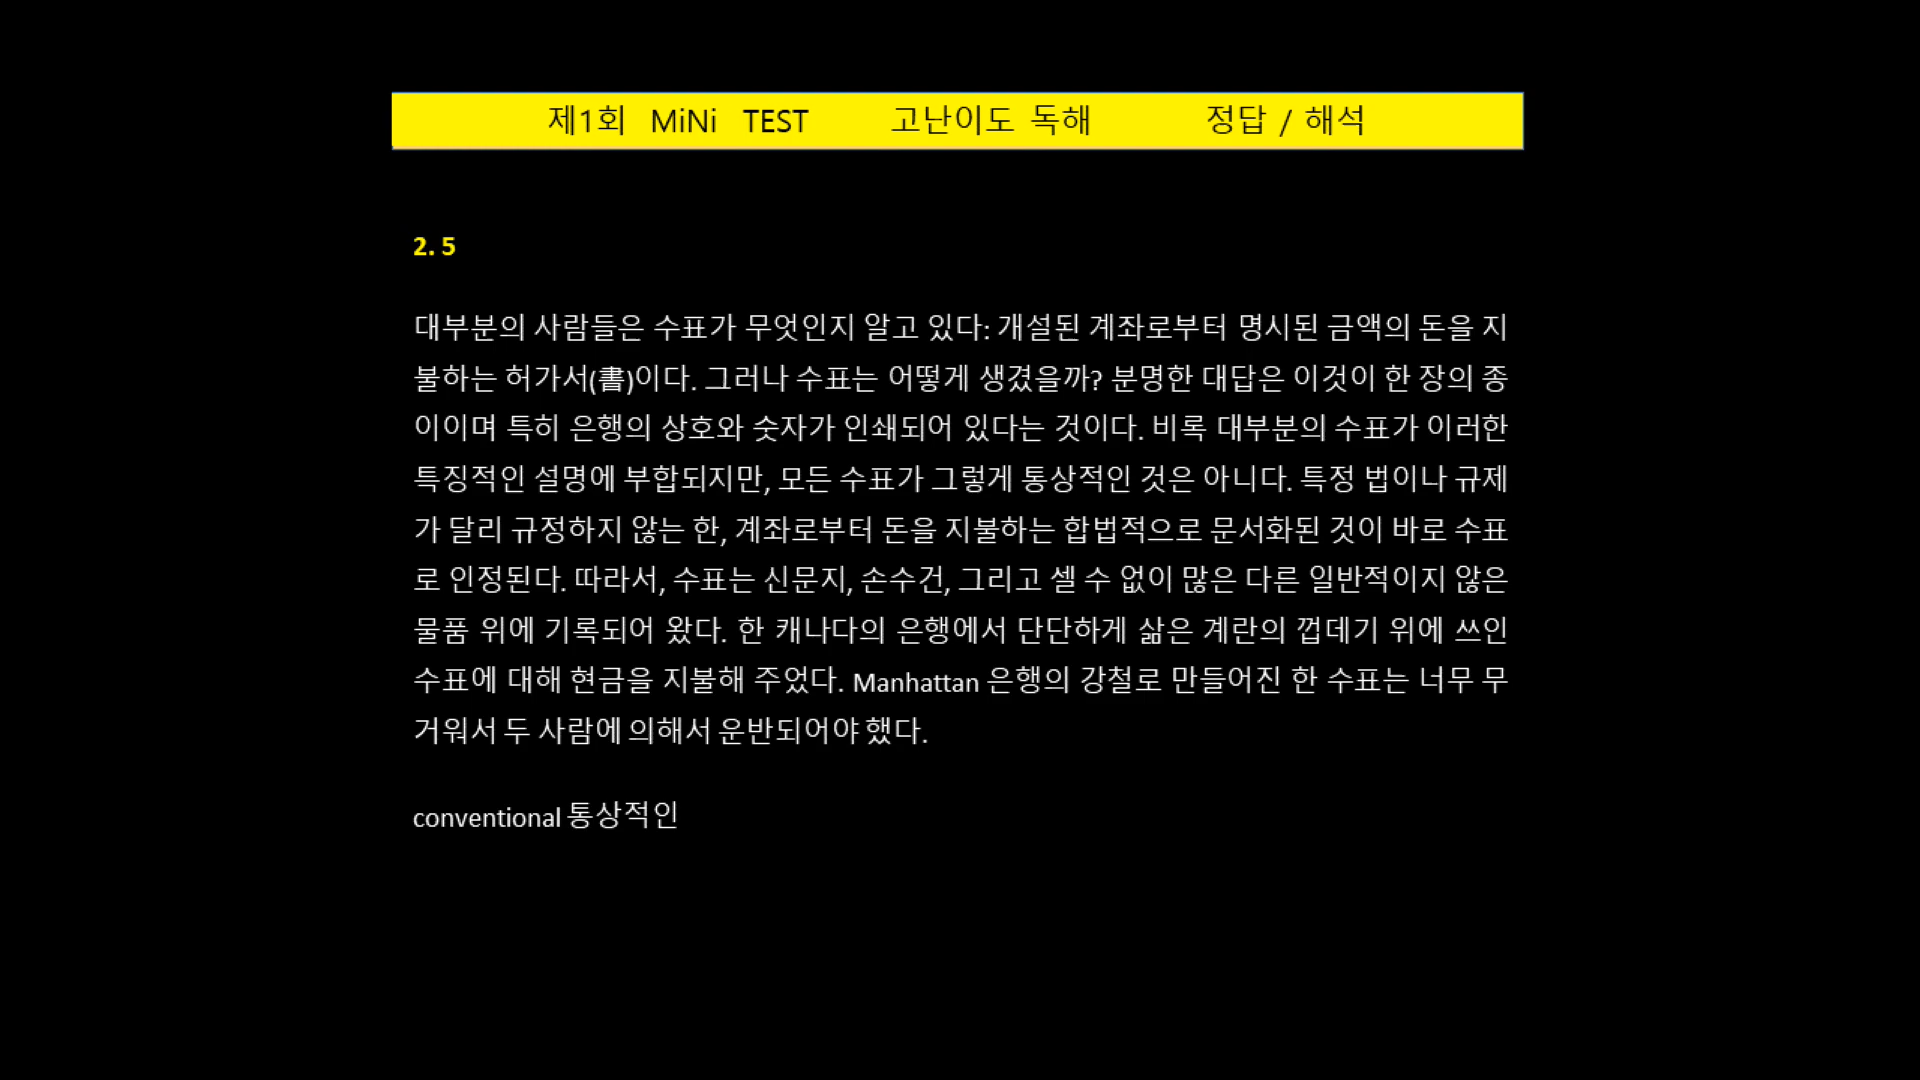 제1회 MiNi TEST 고난이도 독해 정답 / 해석
2. 5
대부분의 사람들은 수표가 무엇인지 알고 있다: 개설된 계좌로부터 명시된 금액의 돈을 지
불하는 허가서(書)이다. 그러나 수표는 어떻게 생겼을까? 분명한 대답은 이것이 한 장의 종
이이며 특히 은행의 상호와 숫자가 인쇄되어 있다는 것이다. 비록 대부분의 수표가 이러한
특징적인 설명에 부합되지만, 모든 수표가 그렇게 통상적인 것은 아니다. 특정 법이나 규제
가 달리 규정하지 않는 한, 계좌로부터 돈을 지불하는 합법적으로 문서화된 것이 바로 수표
로 인정된다. 따라서, 수표는 신문지, 손수건, 그리고 셀 수 없이 많은 다른 일반적이지 않은
물품 위에 기록되어 왔다. 한 캐나다의 은행에서 단단하게 삶은 계란의 껍데기 위에 쓰인
수표에 대해 현금을 지불해 주었다. Manhattan 은행의 강철로 만들어진 한 수표는 너무 무
거워서 두 사람에 의해서 운반되어야 했다.
conventional 통상적인